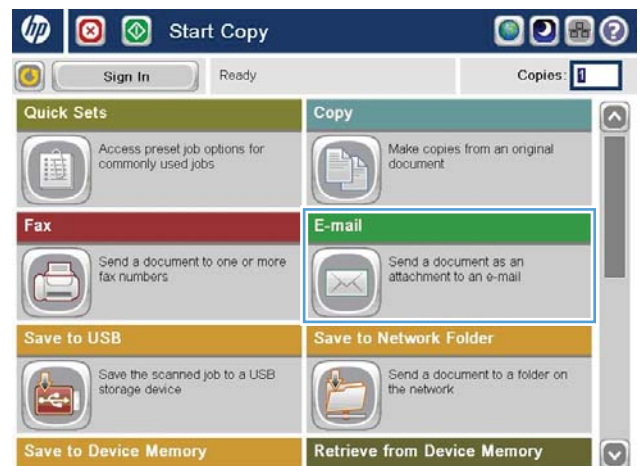 hp Start Copy
Sign In Ready Copies: 1
Quick Sets
Access preset job options for
commonly used jobs
Copy
Make copies from an original
document
Fax
Send a document to one or more
fax numbers
E-mail
Send a document as an
attachment to an e-mail
Save to USB
Save the scanned job to a USB
storage device
Save to Network Folder
Send a document to a folder on
the network
Save to Device Memory
Retrieve from Device Memory